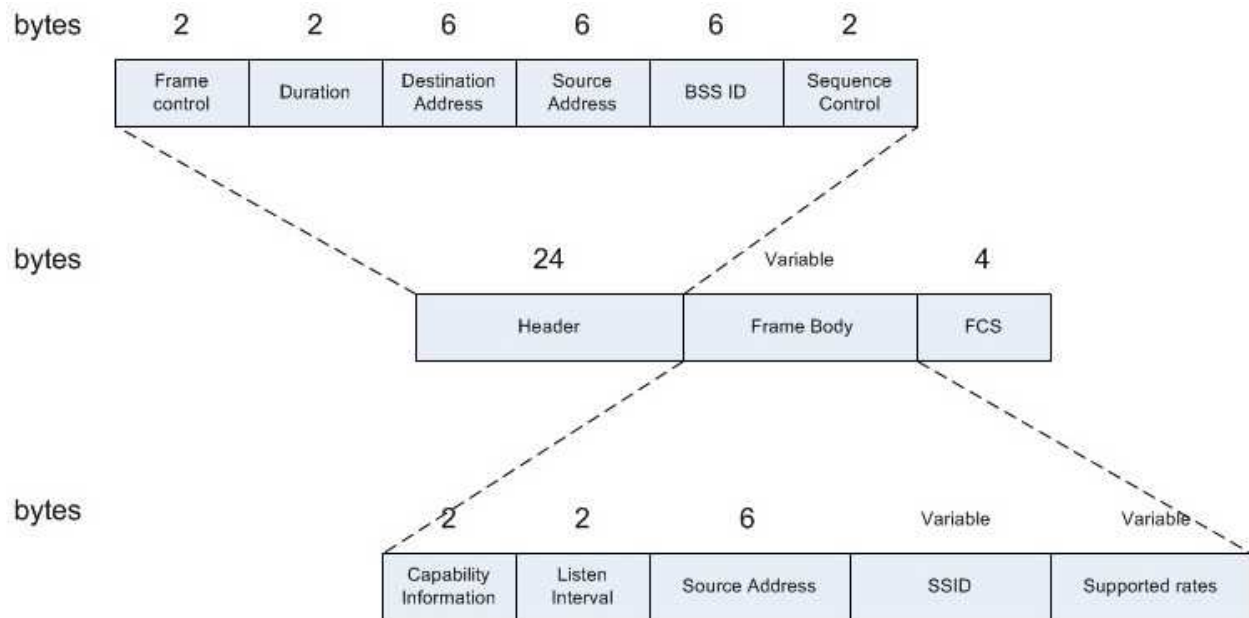 bytes 2 2 6 6 6 2
Frame control Duration Destination Address Source Address BSS ID Sequence Control
bytes 24 Variable 4
Header Frame Body FCS
bytes 2 2 6 Variable Variable
Capability Information Listen Interval Source Address SSID Supported rates